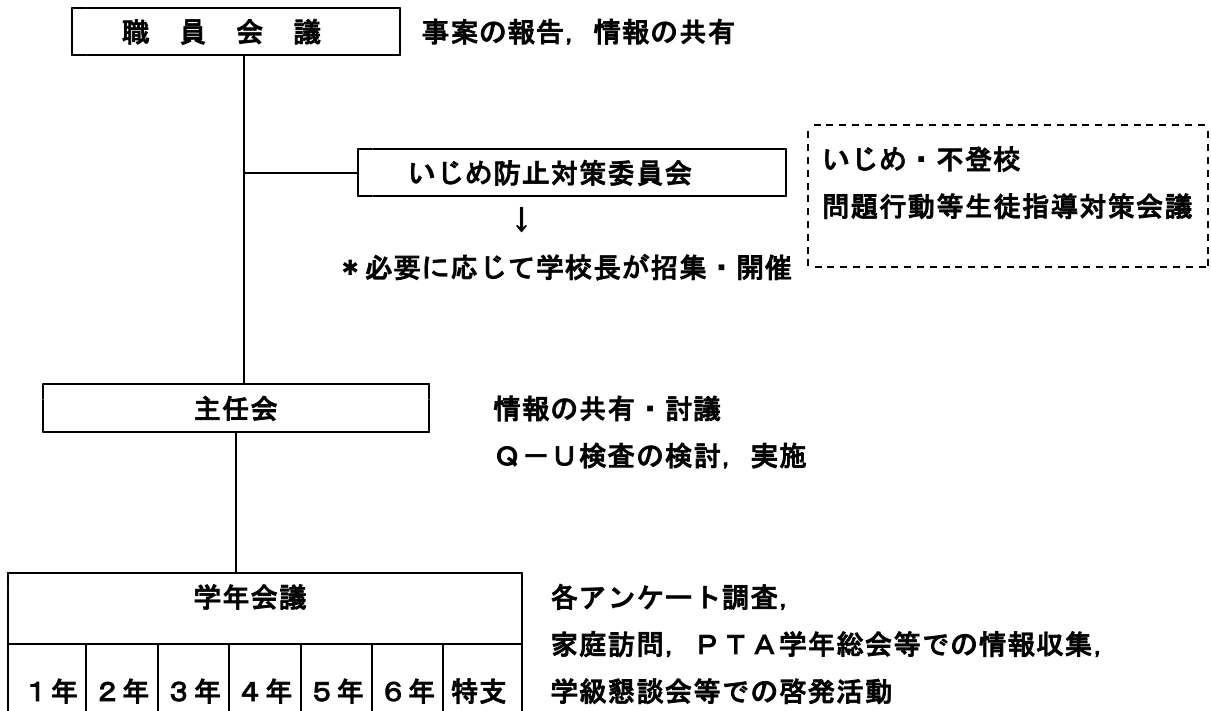 職　員　会　議　事案の報告，情報の共有
いじめ防止対策委員会
↓
＊必要に応じて学校長が招集・開催
いじめ・不登校
問題行動等生徒指導対策会議
主任会
情報の共有・討議
Ｑ－Ｕ検査の検討，実施
学年会議
１年 ２年 ３年 ４年 ５年 ６年 特支
各アンケート調査，
家庭訪問，ＰＴＡ学年総会等での情報収集，
学級懇談会等での啓発活動